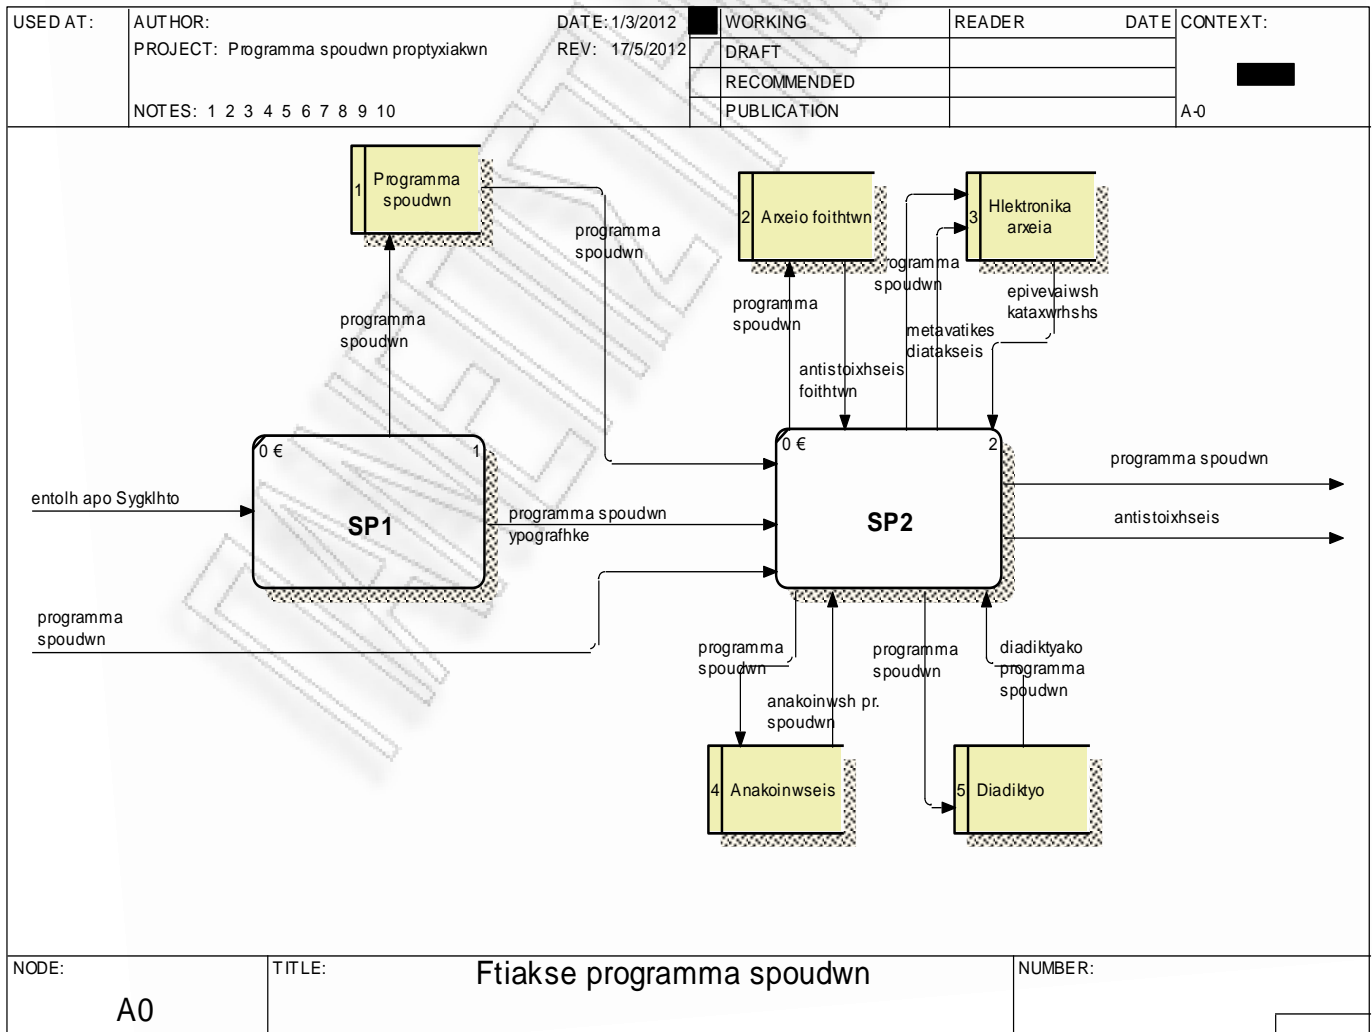 USED AT:
AUTHOR:
DATE: 1/3/2012
WORKING
READER
DATE
CONTEXT:
PROJECT: Programma spoudwn proptyxiakwn
REV: 17/5/2012
DRAFT
RECOMMENDED
NOTES: 1 2 3 4 5 6 7 8 9 10
PUBLICATION
A-0
1
Programma
spoudwn
2
Arxeio foithtwn
3
Hlektronika
arxeia
programma
spoudwn
programma
spoudwn
programma
spoudwn
antistoixhseis
foithtwn
ogramma
spoudwn
metavatikes
diatakseis
epivevaiwsh
kataxwrhshs
0 €
1
SP1
0 €
2
SP2
entolh apo Sygklhto
programma spoudwn
ypografhke
programma
spoudwn
programma spoudwn
antistoixhseis
programma
spoudwn
anakoinwsh pr.
spoudwn
programma
spoudwn
diadiktyako
programma
spoudwn
4
Anakoinwseis
5
Diadiktyo
NODE:
A0
TITLE:
Ftiakse programma spoudwn
NUMBER: